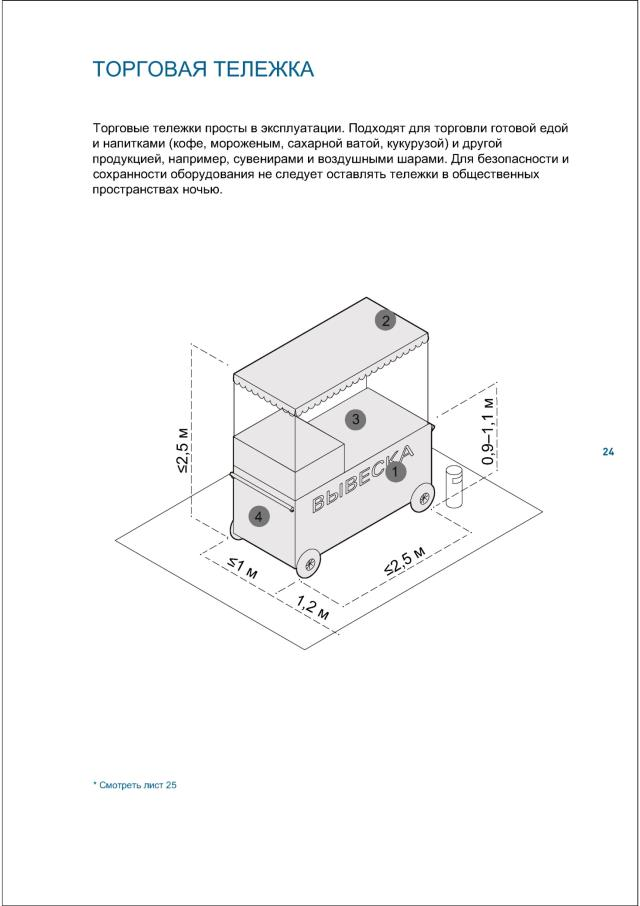 ТОРГОВАЯ ТЕЛЕЖКА
Торговые тележки просты в эксплуатации. Подходят для торговли готовой едой
и напитками (кофе, мороженым, сахарной ватой, кукурузой) и другой
продукцией, например, сувенирами и воздушными шарами. Для безопасности и
сохранности оборудования не следует оставлять тележки в общественных
пространствах ночью.
2
3
≤2,5 м
0,9–1,1 м
24
ВЫВЕСКА
1
4
≤1 м
≤2,5 м
1,2 м
* Смотреть лист 25